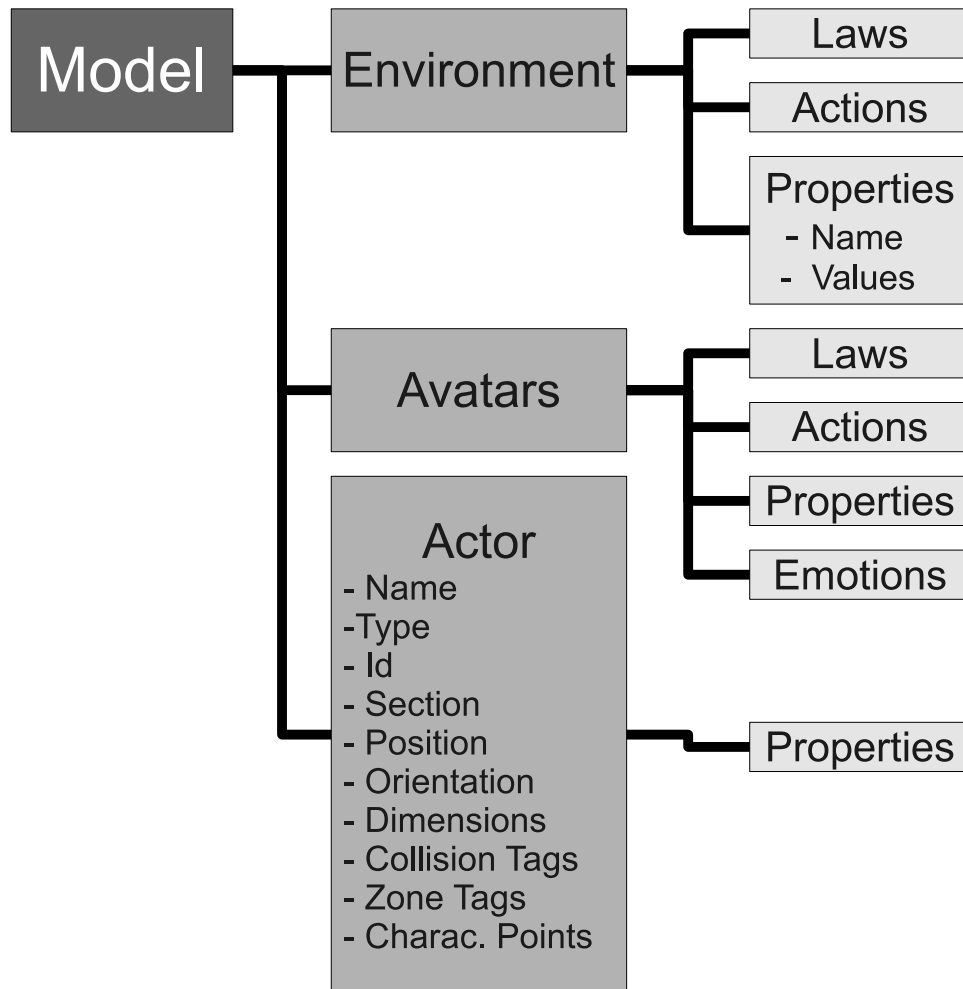 Model
Environment
Laws
Actions
Properties
- Name
- Values
Avatars
Laws
Actions
Properties
Emotions
Actor
- Name
-Type
- Id
- Section
- Position
- Orientation
- Dimensions
- Collision Tags
- Zone Tags
- Charac. Points
Properties